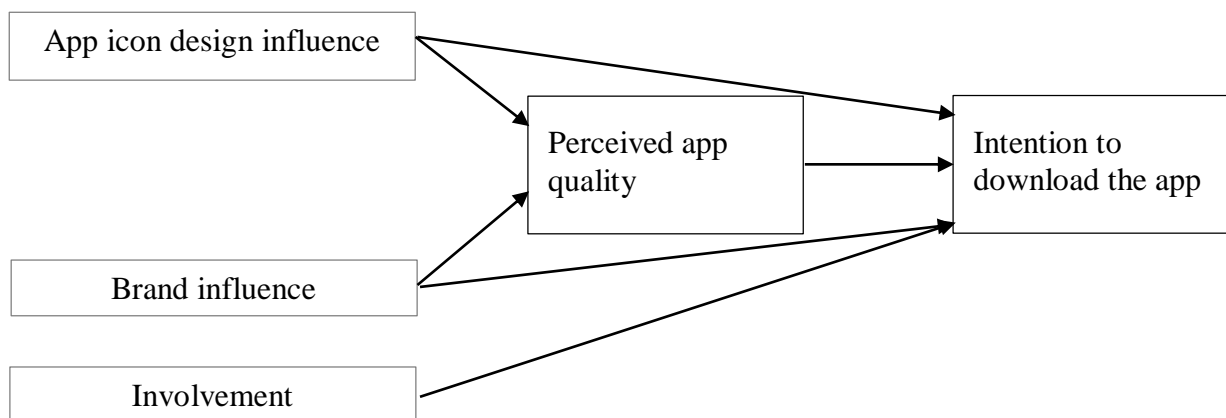 App icon design influence
Perceived app
quality
Intention to
download the app
Brand influence
Involvement